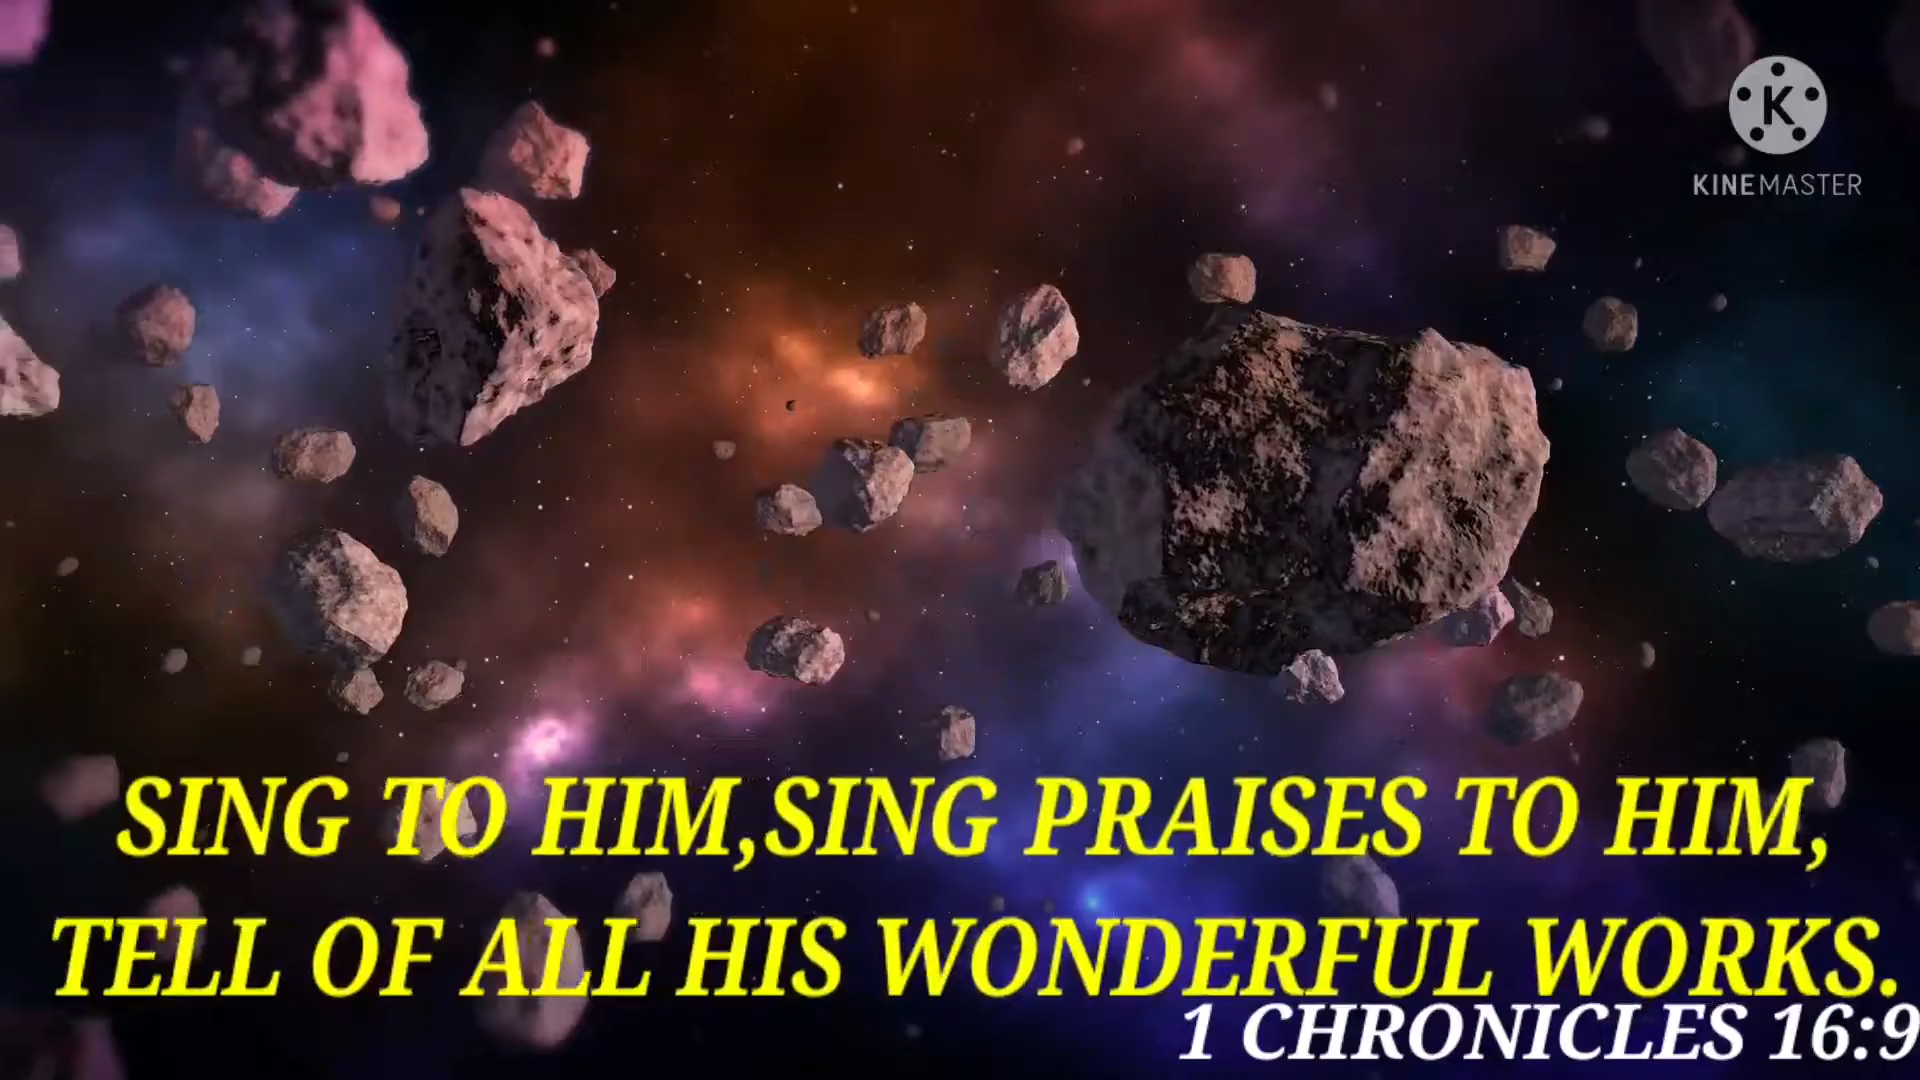 K
KINEMASTER
SING TO HIM,SING PRAISES TO HIM,
TELL OF ALL HIS WONDERFUL WORKS.
1 CHRONICLES 16:9